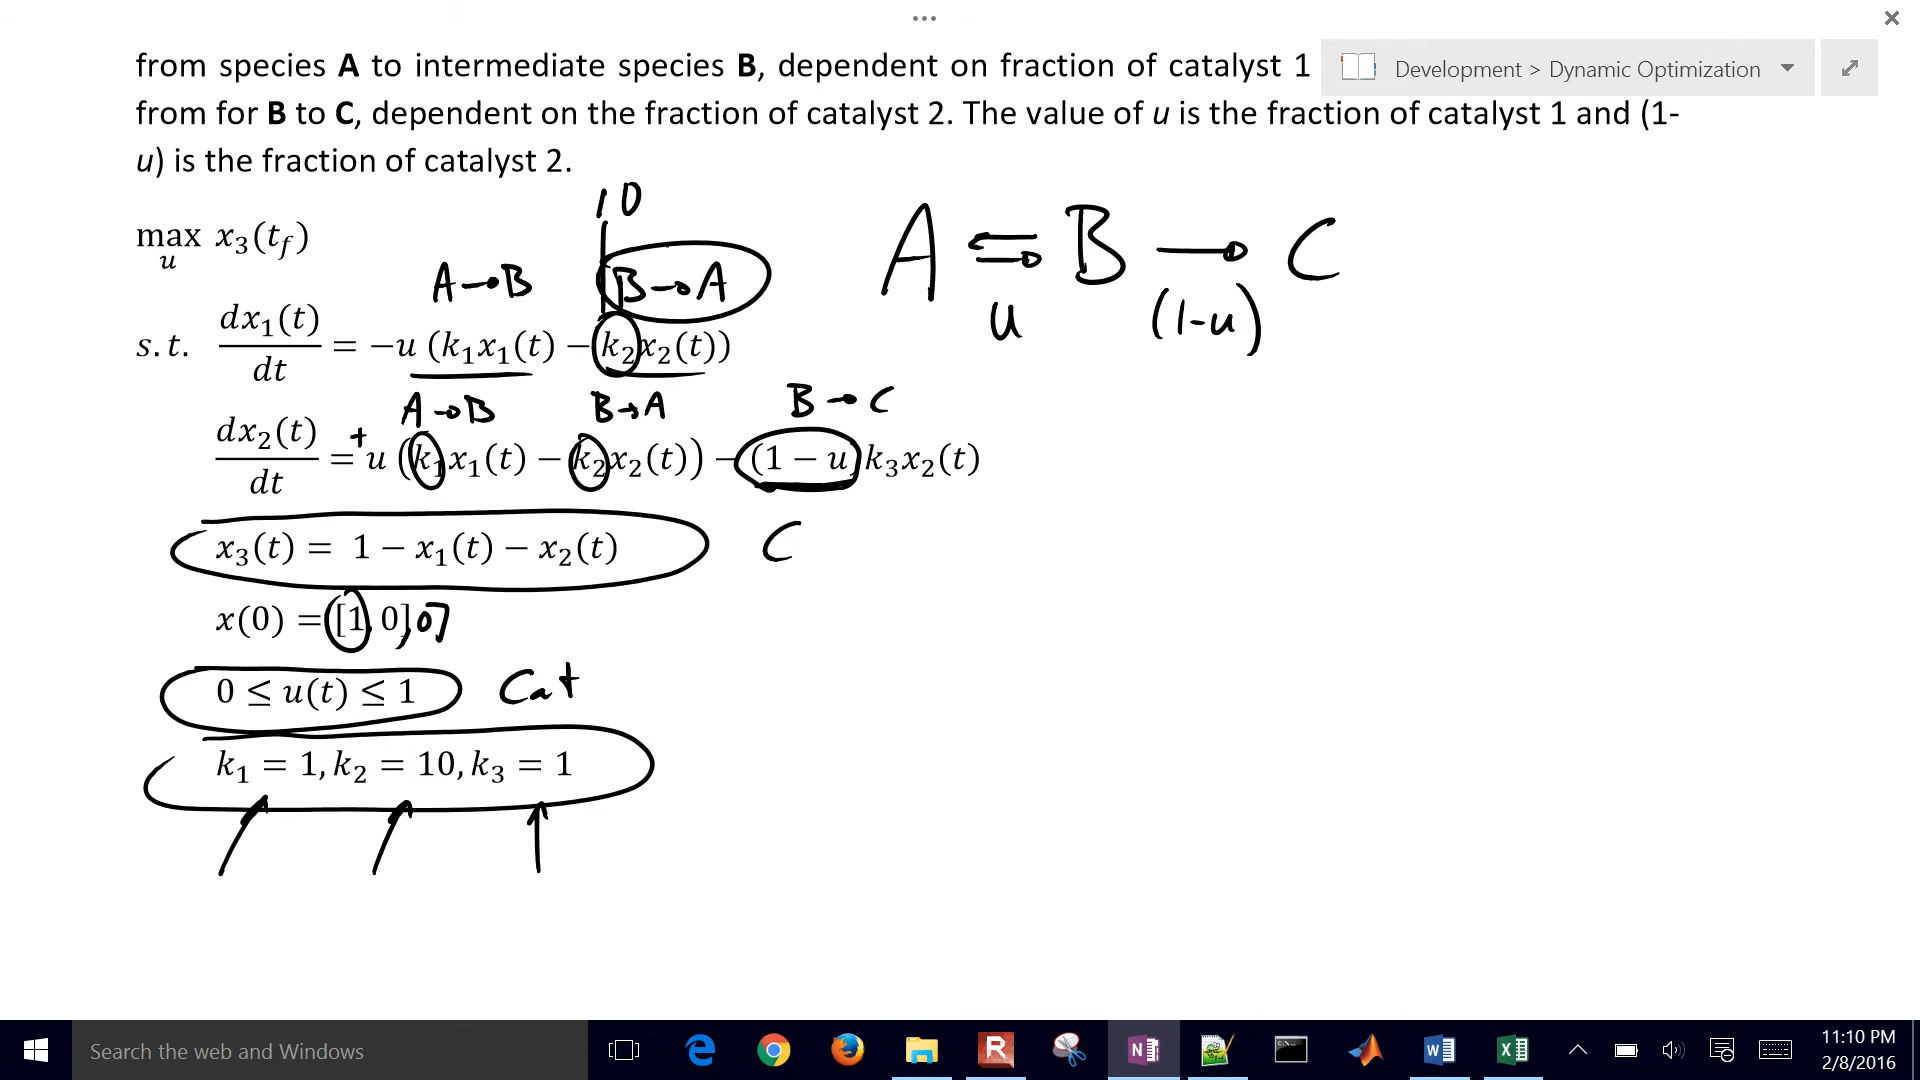 from species A to intermediate species B, dependent on fraction of catalyst 1
Development > Dynamic Optimization
from for B to C, dependent on the fraction of catalyst 2. The value of u is the fraction of catalyst 1 and (1-
u) is the fraction of catalyst 2.
10
max x₃(t_f)
u
A ⇌ B → C
u (1-u)
A→B B→A
s.t. dx₁(t)/dt = −u (k₁x₁(t) − k₂x₂(t))
A→B B→A B→C
dx₂(t)/dt = +u (k₁x₁(t) − k₂x₂(t)) − (1 − u)k₃x₂(t)
x₃(t) = 1 − x₁(t) − x₂(t) C
x(0) = [1, 0],0]
0 ≤ u(t) ≤ 1 Cat
k₁ = 1, k₂ = 10, k₃ = 1
Search the web and Windows
11:10 PM
2/8/2016